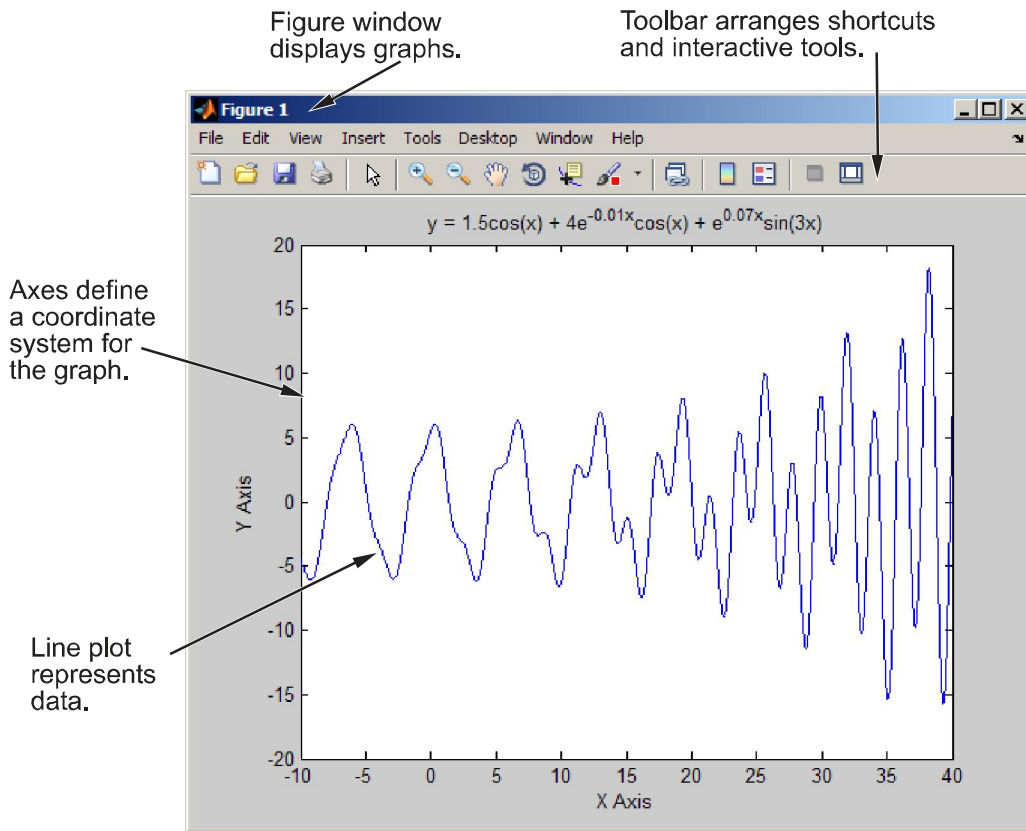 Figure window
displays graphs.
Toolbar arranges shortcuts
and interactive tools.
Figure 1
File Edit View Insert Tools Desktop Window Help
y = 1.5cos(x) + 4e^-0.01x cos(x) + e^0.07x sin(3x)
Axes define
a coordinate
system for
the graph.
Line plot
represents
data.
Y Axis
20
15
10
5
0
-5
-10
-15
-20
-10 -5 0 5 10 15 20 25 30 35 40
X Axis